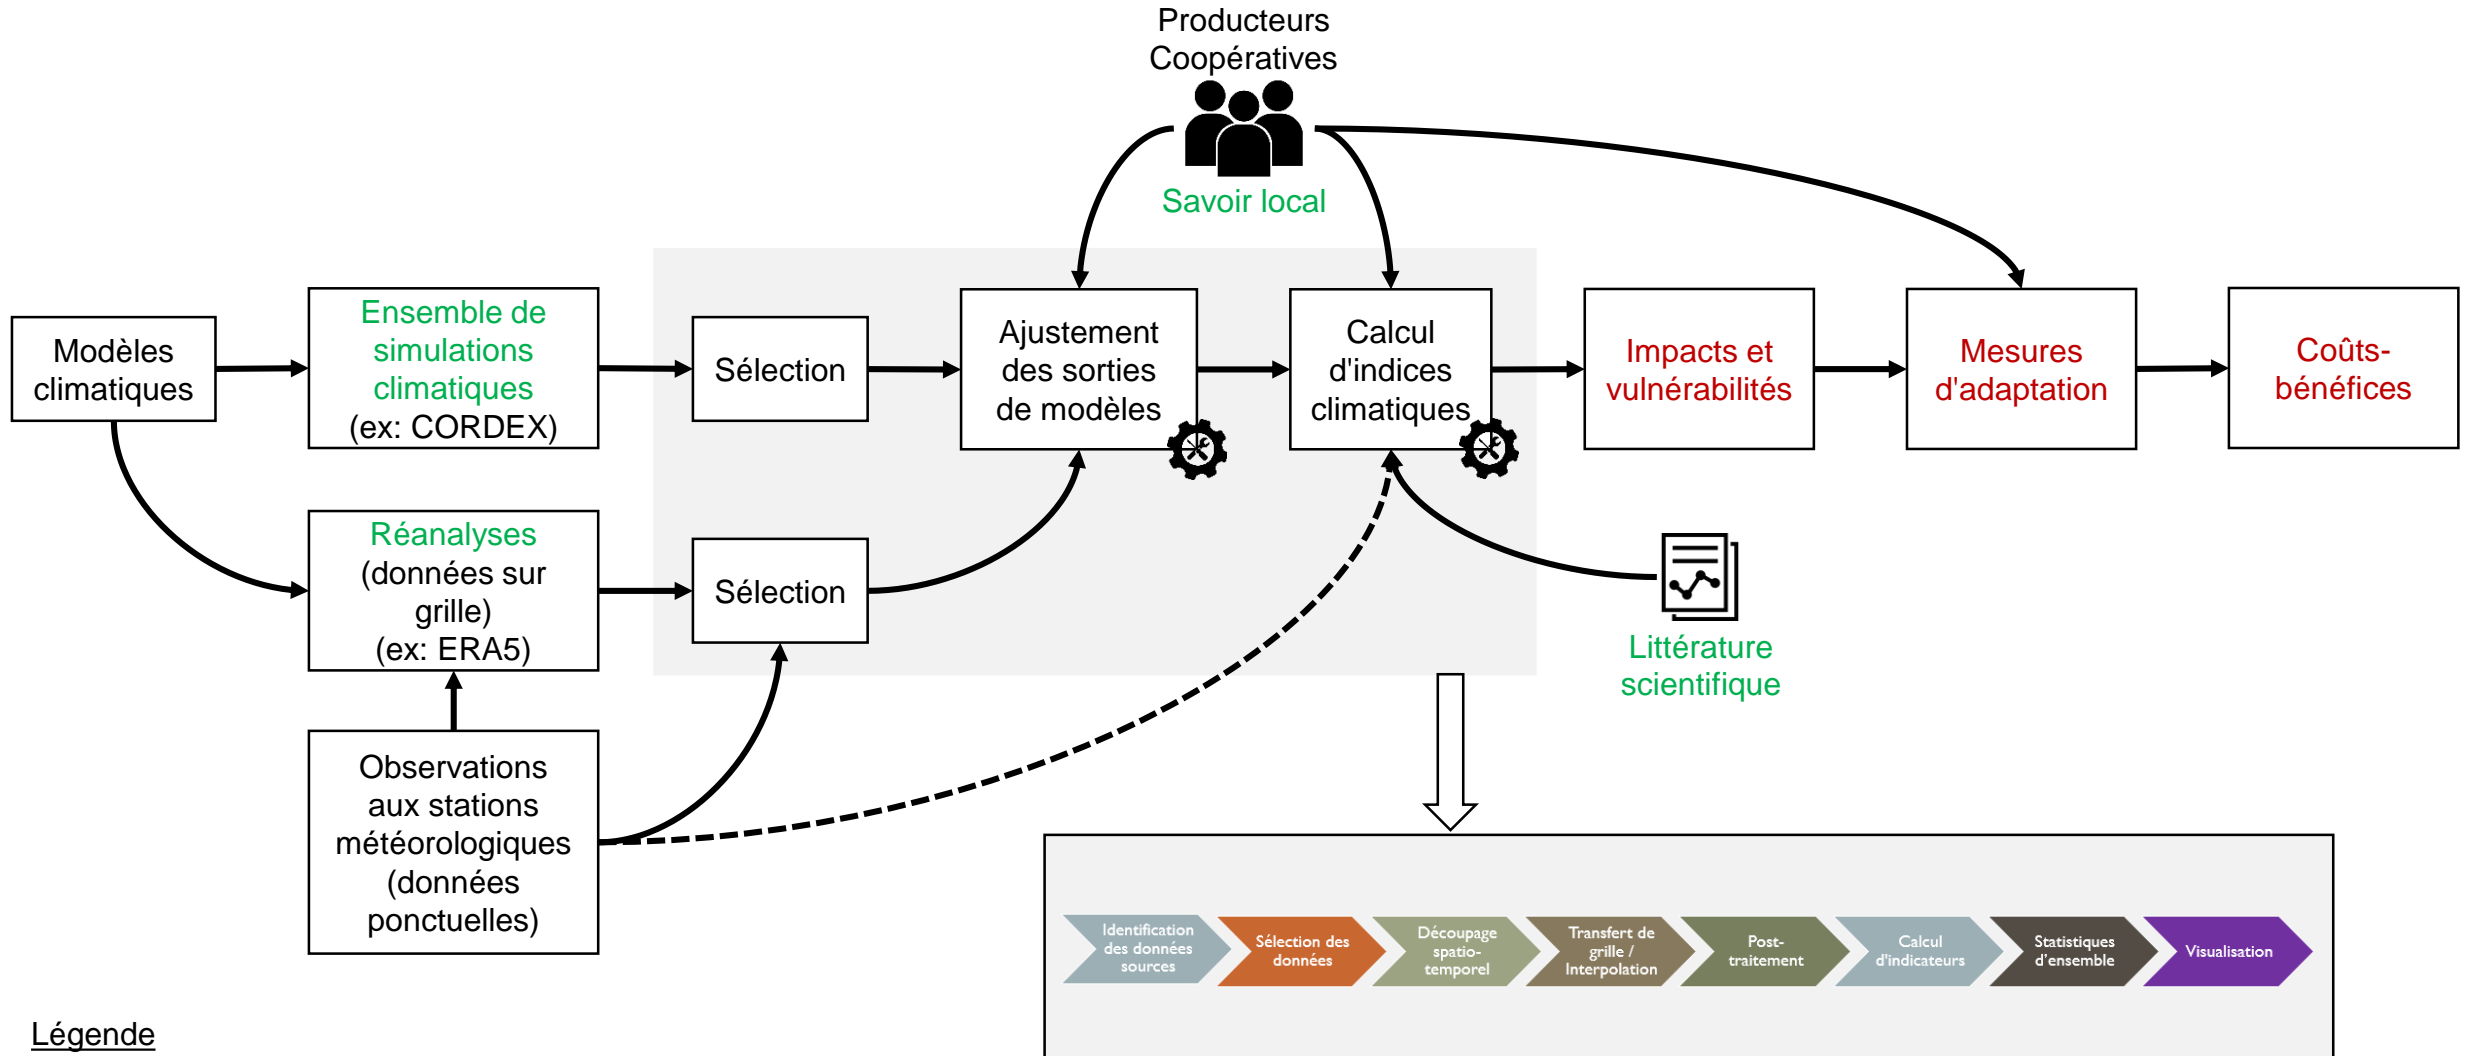 Producteurs
Coopératives
Savoir local
Modèles
climatiques
Ensemble de
simulations
climatiques
(ex: CORDEX)
Sélection
Ajustement
des sorties
de modèles
Calcul
d'indices
climatiques
Impacts et
vulnérabilités
Mesures
d'adaptation
Coûts-
bénéfices
Réanalyses
(données sur
grille)
(ex: ERA5)
Sélection
Littérature
scientifique
Observations
aux stations
météorologiques
(données
ponctuelles)
Identification
des données
sources
Sélection des
données
Découpage
spatio-
temporel
Transfert de
grille /
Interpolation
Post-
traitement
Calcul
d'indicateurs
Statistiques
d'ensemble
Visualisation
Légende